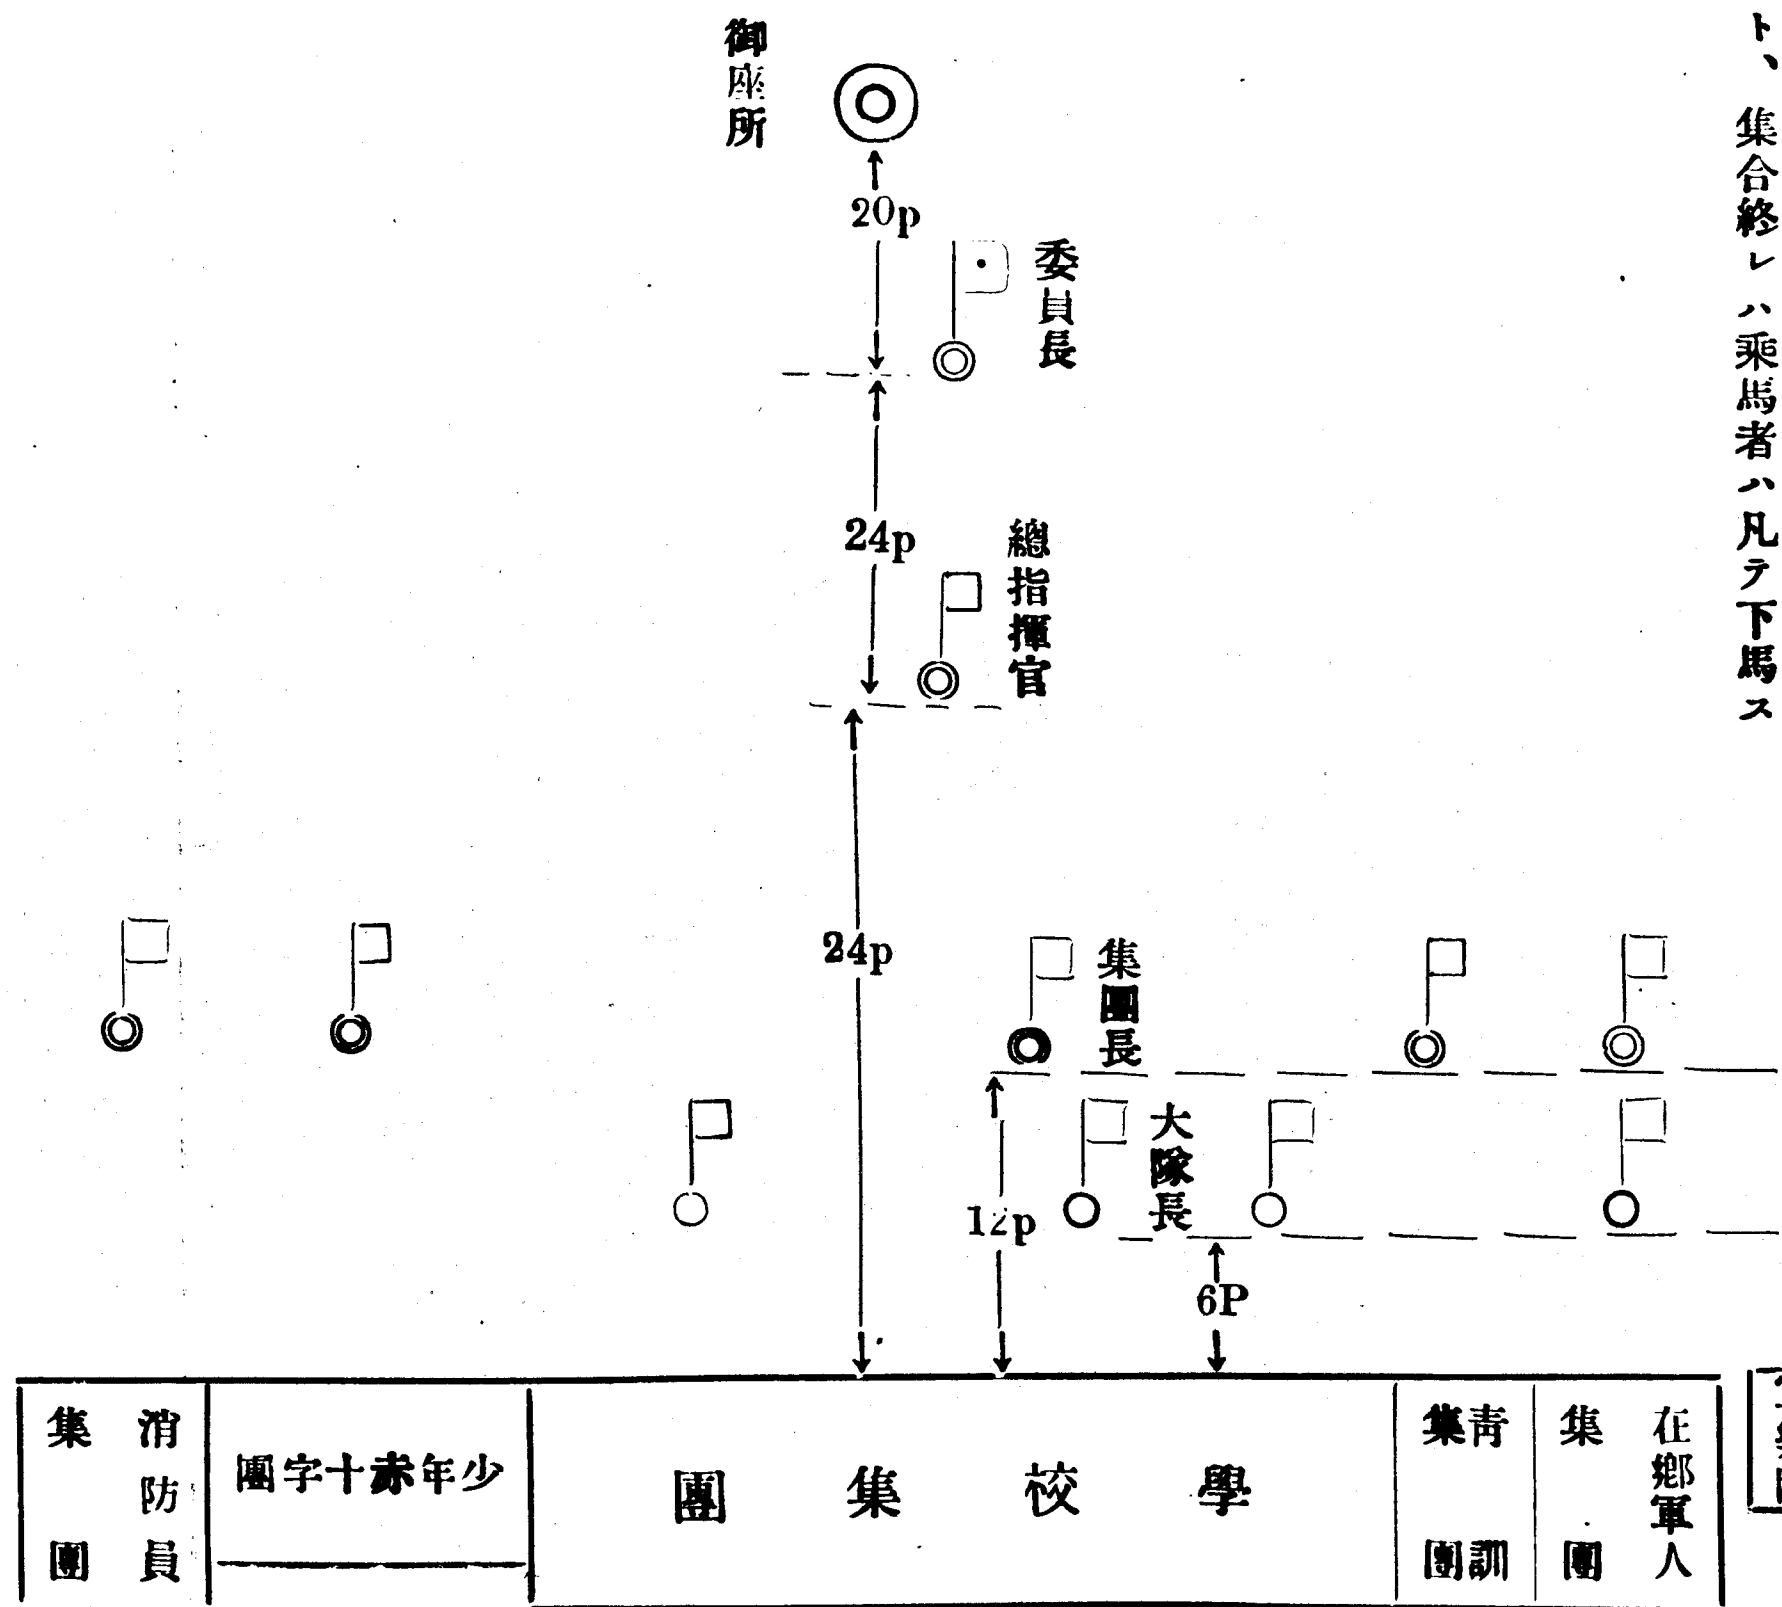 ト、集合終レハ乘馬者ハ凡テ下馬ス
御座所
20p
委員長
24p
總指揮官
24p
集團長
大隊長
12p
6P
在鄉軍人
集團
青訓
集團
學校集團
少年赤十字團
消防員
集團